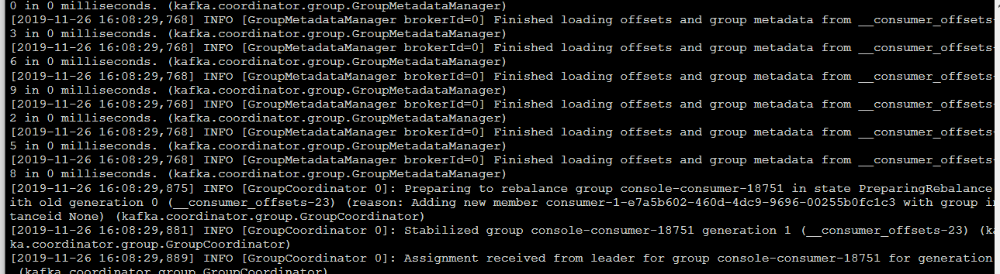 0 in 0 milliseconds. (kafka.coordinator.group.GroupMetadataManager)
[2019-11-26 16:08:29,768] INFO [GroupMetadataManager brokerId=0] Finished loading offsets and group metadata from __consumer_offsets-
3 in 0 milliseconds. (kafka.coordinator.group.GroupMetadataManager)
[2019-11-26 16:08:29,768] INFO [GroupMetadataManager brokerId=0] Finished loading offsets and group metadata from __consumer_offsets-
6 in 0 milliseconds. (kafka.coordinator.group.GroupMetadataManager)
[2019-11-26 16:08:29,768] INFO [GroupMetadataManager brokerId=0] Finished loading offsets and group metadata from __consumer_offsets-
9 in 0 milliseconds. (kafka.coordinator.group.GroupMetadataManager)
[2019-11-26 16:08:29,768] INFO [GroupMetadataManager brokerId=0] Finished loading offsets and group metadata from __consumer_offsets-
2 in 0 milliseconds. (kafka.coordinator.group.GroupMetadataManager)
[2019-11-26 16:08:29,768] INFO [GroupMetadataManager brokerId=0] Finished loading offsets and group metadata from __consumer_offsets-
5 in 0 milliseconds. (kafka.coordinator.group.GroupMetadataManager)
[2019-11-26 16:08:29,768] INFO [GroupMetadataManager brokerId=0] Finished loading offsets and group metadata from __consumer_offsets-
8 in 0 milliseconds. (kafka.coordinator.group.GroupMetadataManager)
[2019-11-26 16:08:29,875] INFO [GroupCoordinator 0]: Preparing to rebalance group console-consumer-18751 in state PreparingRebalance
ith old generation 0 (__consumer_offsets-23) (reason: Adding new member consumer-1-e7a5b602-460d-4dc9-9696-00255b0fc1c3 with group in
tanceid None) (kafka.coordinator.group.GroupCoordinator)
[2019-11-26 16:08:29,881] INFO [GroupCoordinator 0]: Stabilized group console-consumer-18751 generation 1 (__consumer_offsets-23) (ka
ka.coordinator.group.GroupCoordinator)
[2019-11-26 16:08:29,889] INFO [GroupCoordinator 0]: Assignment received from leader for group console-consumer-18751 for generation
(kafka.coordinator.group.GroupCoordinator)